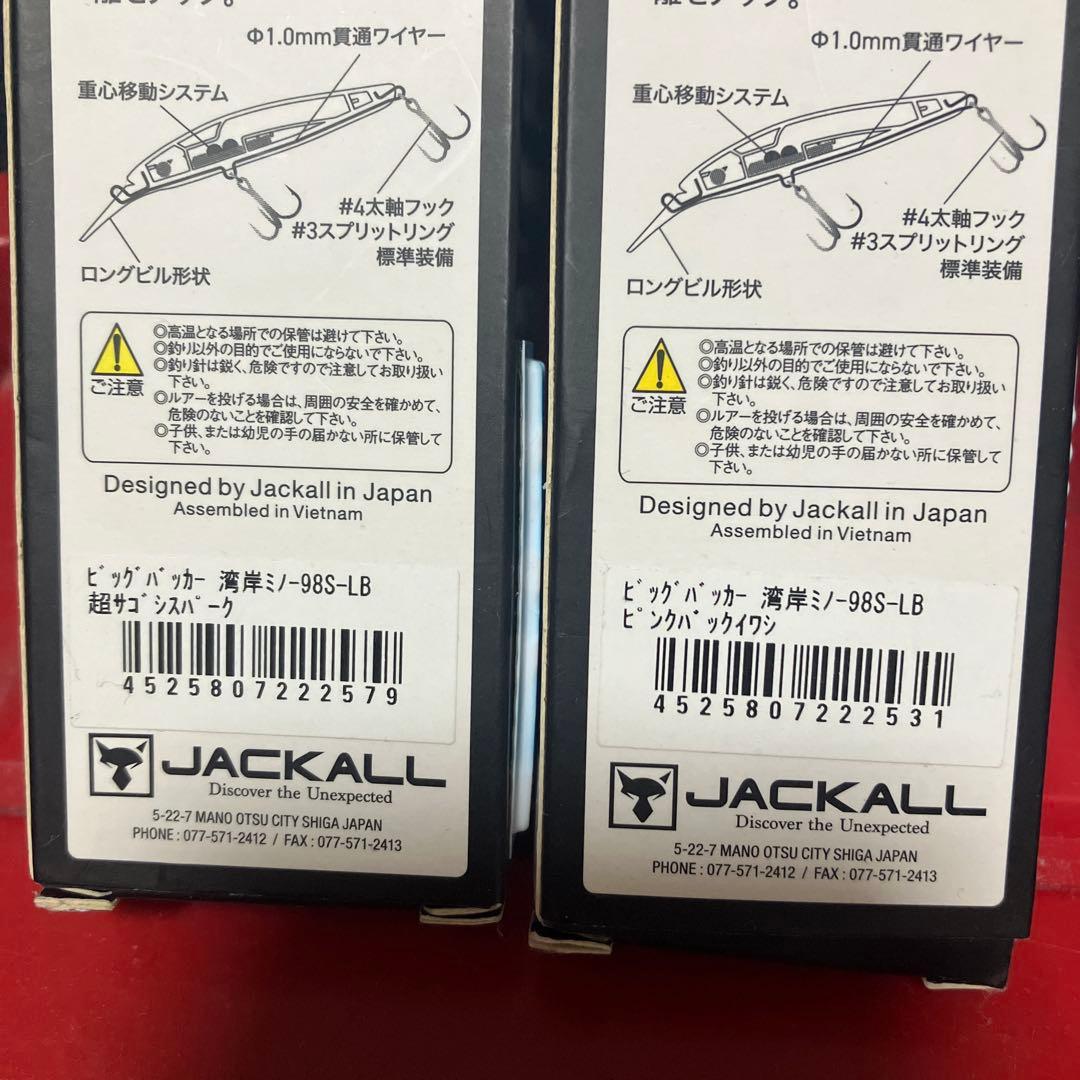 Φ1.0mm貫通ワイヤー
重心移動システム
#4太軸フック
#3スプリットリング
標準装備
ロングビル形状
ご注意
◎高温となる場所での保管は避けて下さい。
◎釣り以外の目的でご使用にならないで下さい。
◎釣り針は鋭く、危険ですので注意してお取り扱い
下さい。
◎ルアーを投げる場合は、周囲の安全を確かめて、
危険のないことを確認して下さい。
◎子供、または幼児の手の届かない所に保管して
下さい。
Designed by Jackall in Japan
Assembled in Vietnam
ﾋﾞｯｸﾞﾊﾞｯｶｰ 湾岸ﾐﾉｰ98S-LB
超ｻｺﾞｼｽﾊﾟｰｸ
4525807222579
JACKALL
Discover the Unexpected
5-22-7 MANO OTSU CITY SHIGA JAPAN
PHONE : 077-571-2412 / FAX : 077-571-2413
Φ1.0mm貫通ワイヤー
重心移動システム
#4太軸フック
#3スプリットリング
標準装備
ロングビル形状
ご注意
◎高温となる場所での保管は避けて下さい。
◎釣り以外の目的でご使用にならないで下さい。
◎釣り針は鋭く、危険ですので注意してお取り扱い
下さい。
◎ルアーを投げる場合は、周囲の安全を確かめて、
危険のないことを確認して下さい。
◎子供、または幼児の手の届かない所に保管して
下さい。
Designed by Jackall in Japan
Assembled in Vietnam
ﾋﾞｯｸﾞﾊﾞｯｶｰ 湾岸ﾐﾉｰ98S-LB
ﾋﾟﾝｸﾊﾞｯｸｲﾜｼ
4525807222531
JACKALL
Discover the Unexpected
5-22-7 MANO OTSU CITY SHIGA JAPAN
PHONE : 077-571-2412 / FAX : 077-571-2413